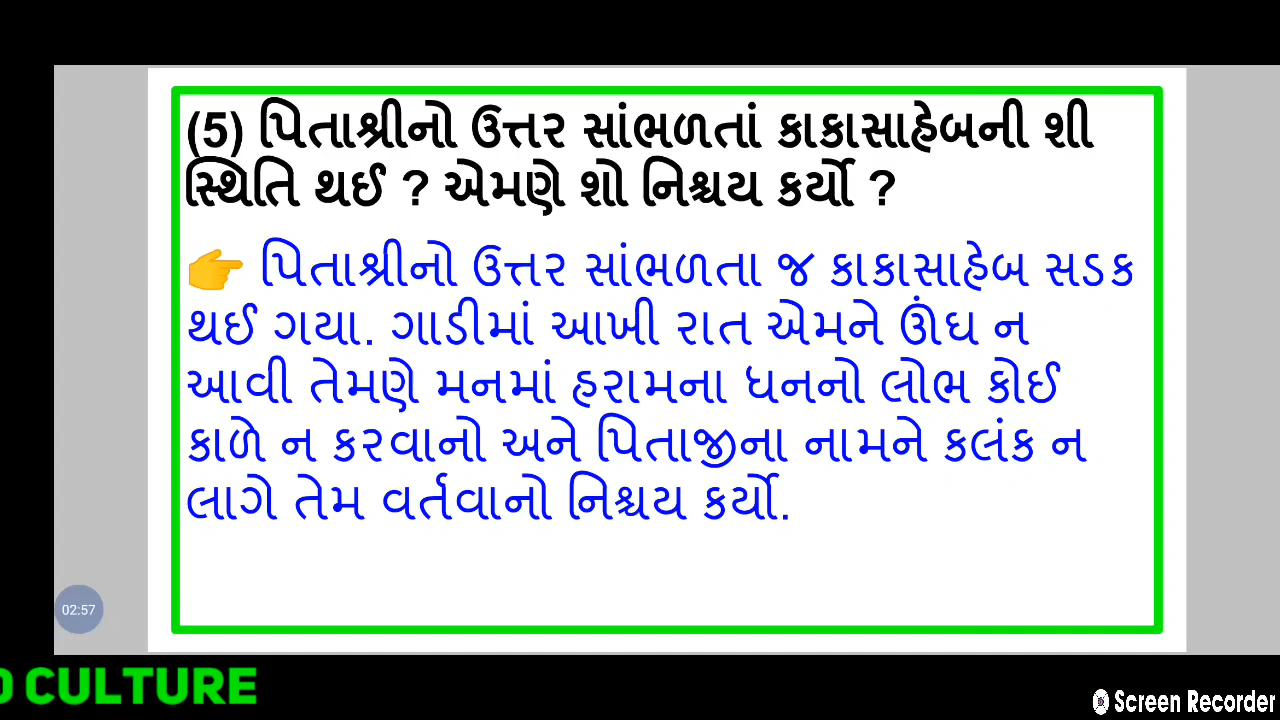 (5) પિતાશ્રીનો ઉત્તર સાંભળતાં કાકાસાહેબની શી
સ્થિતિ થઈ ? એમણે શો નિશ્ચય કર્યો ?
👉 પિતાશ્રીનો ઉત્તર સાંભળતા જ કાકાસાહેબ સડક
થઈ ગયા. ગાડીમાં આખી રાત એમને ઊંઘ ન
આવી તેમણે મનમાં હરામના ધનનો લોભ કોઈ
કાળે ન કરવાનો અને પિતાજીના નામને કલંક ન
લાગે તેમ વર્તવાનો નિશ્ચય કર્યો.
02:57
D CULTURE
Screen Recorder